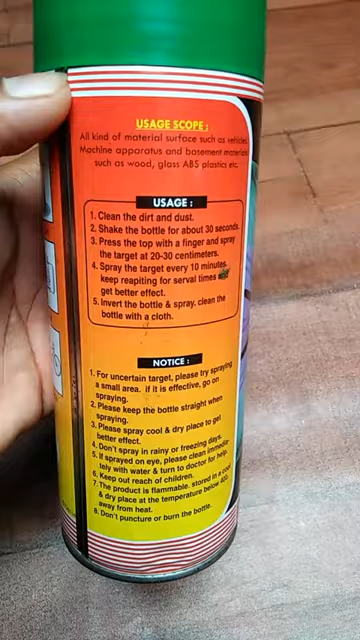 USAGE SCOPE:
All kind of material surface such as vehicles
Machine apparatus and basement materials
such as wood, glass ABS plastics etc.
USAGE :
1. Clean the dirt and dust.
2. Shake the bottle for about 30 seconds.
3. Press the top with a finger and spray
the target at 20-30 centimeters.
4. Spray the target every 10 minutes.
keep reapiting for serval times
get better effect.
5. Invert the bottle & spray. clean the
bottle with a cloth.
NOTICE :
1. For uncertain target, please try spraying
a small area. if it is effective, go on
spraying.
2. Please keep the bottle straight when
spraying.
3. Please spray cool & dry place to get
better effect.
4. Don't spray in rainy or freezing days.
5. If sprayed on eye, please clean immedia-
tely with water & turn to doctor for help.
6. Keep out reach of children.
7. The product is flammable. stored in a cool
& dry place at the temperature below 40C.
away from heat.
8. Don't puncture or burn the bottle.